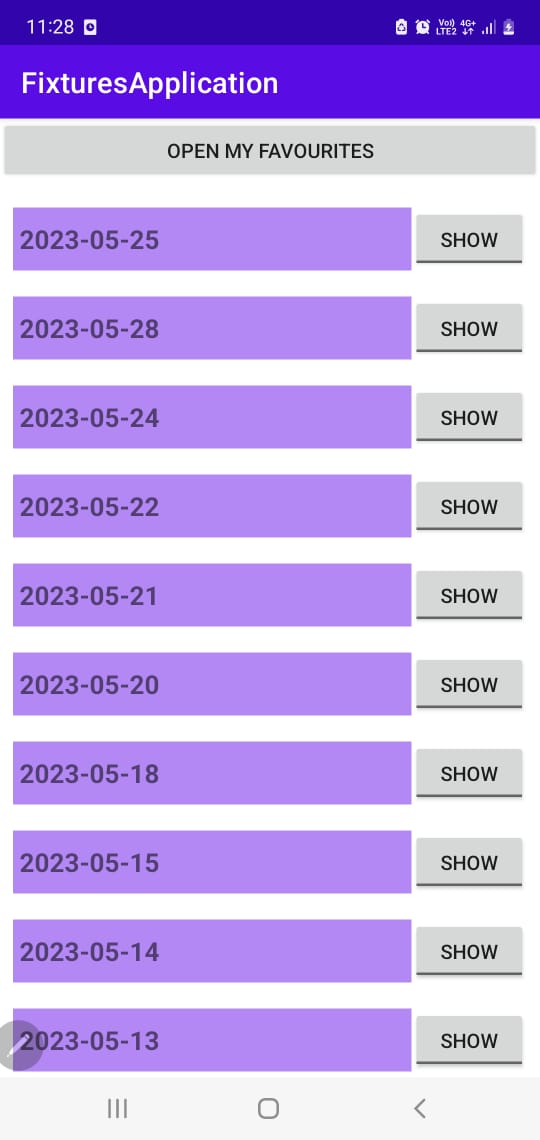 11:28 Vo)) 4G+
LTE2
FixturesApplication
OPEN MY FAVOURITES
2023-05-25 SHOW
2023-05-28 SHOW
2023-05-24 SHOW
2023-05-22 SHOW
2023-05-21 SHOW
2023-05-20 SHOW
2023-05-18 SHOW
2023-05-15 SHOW
2023-05-14 SHOW
2023-05-13 SHOW